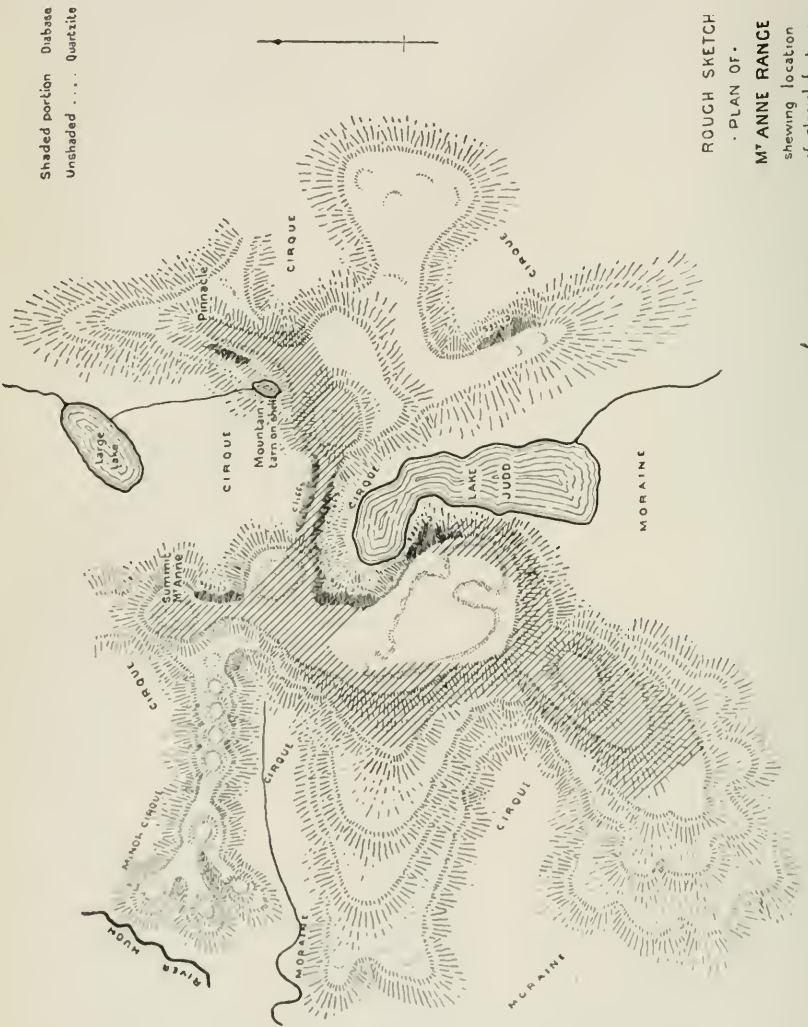 Shaded portion Diabase
Unshaded .... Quartzite
Pinnacle
CIRQUE
CIRQUE
Large
Lake
Mountain
tarn on shelf
CIRQUE
Summit
Mᵗ Anne
CLIFF
CIRQUE
LAKE
JUDD
CLIFFS
MORAINE
CIRQUE
MINOR CIRQUE
RIVER HUON
CIRQUE
MORAINE
CIRQUE
MORAINE
ROUGH SKETCH
· PLAN OF ·
Mᵀ ANNE RANGE
shewing location